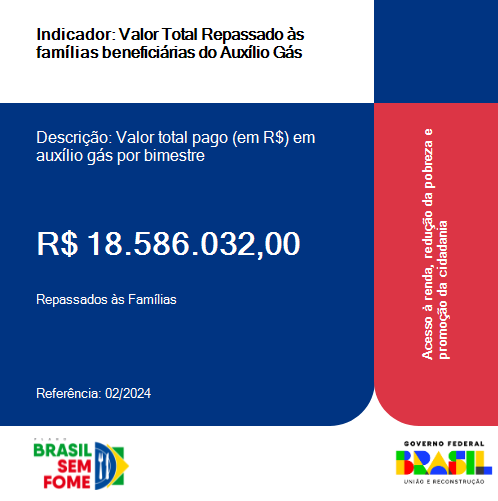 Indicador: Valor Total Repassado às
famílias beneficiárias do Auxílio Gás
Descrição: Valor total pago (em R$) em
auxílio gás por bimestre
R$ 18.586.032,00
Repassados às Famílias
Referência: 02/2024
Acesso à renda, redução da pobreza e
promoção da cidadania
PLANO
BRASIL
SEM
FOME
GOVERNO FEDERAL
BRASIL
UNIÃO E RECONSTRUÇÃO